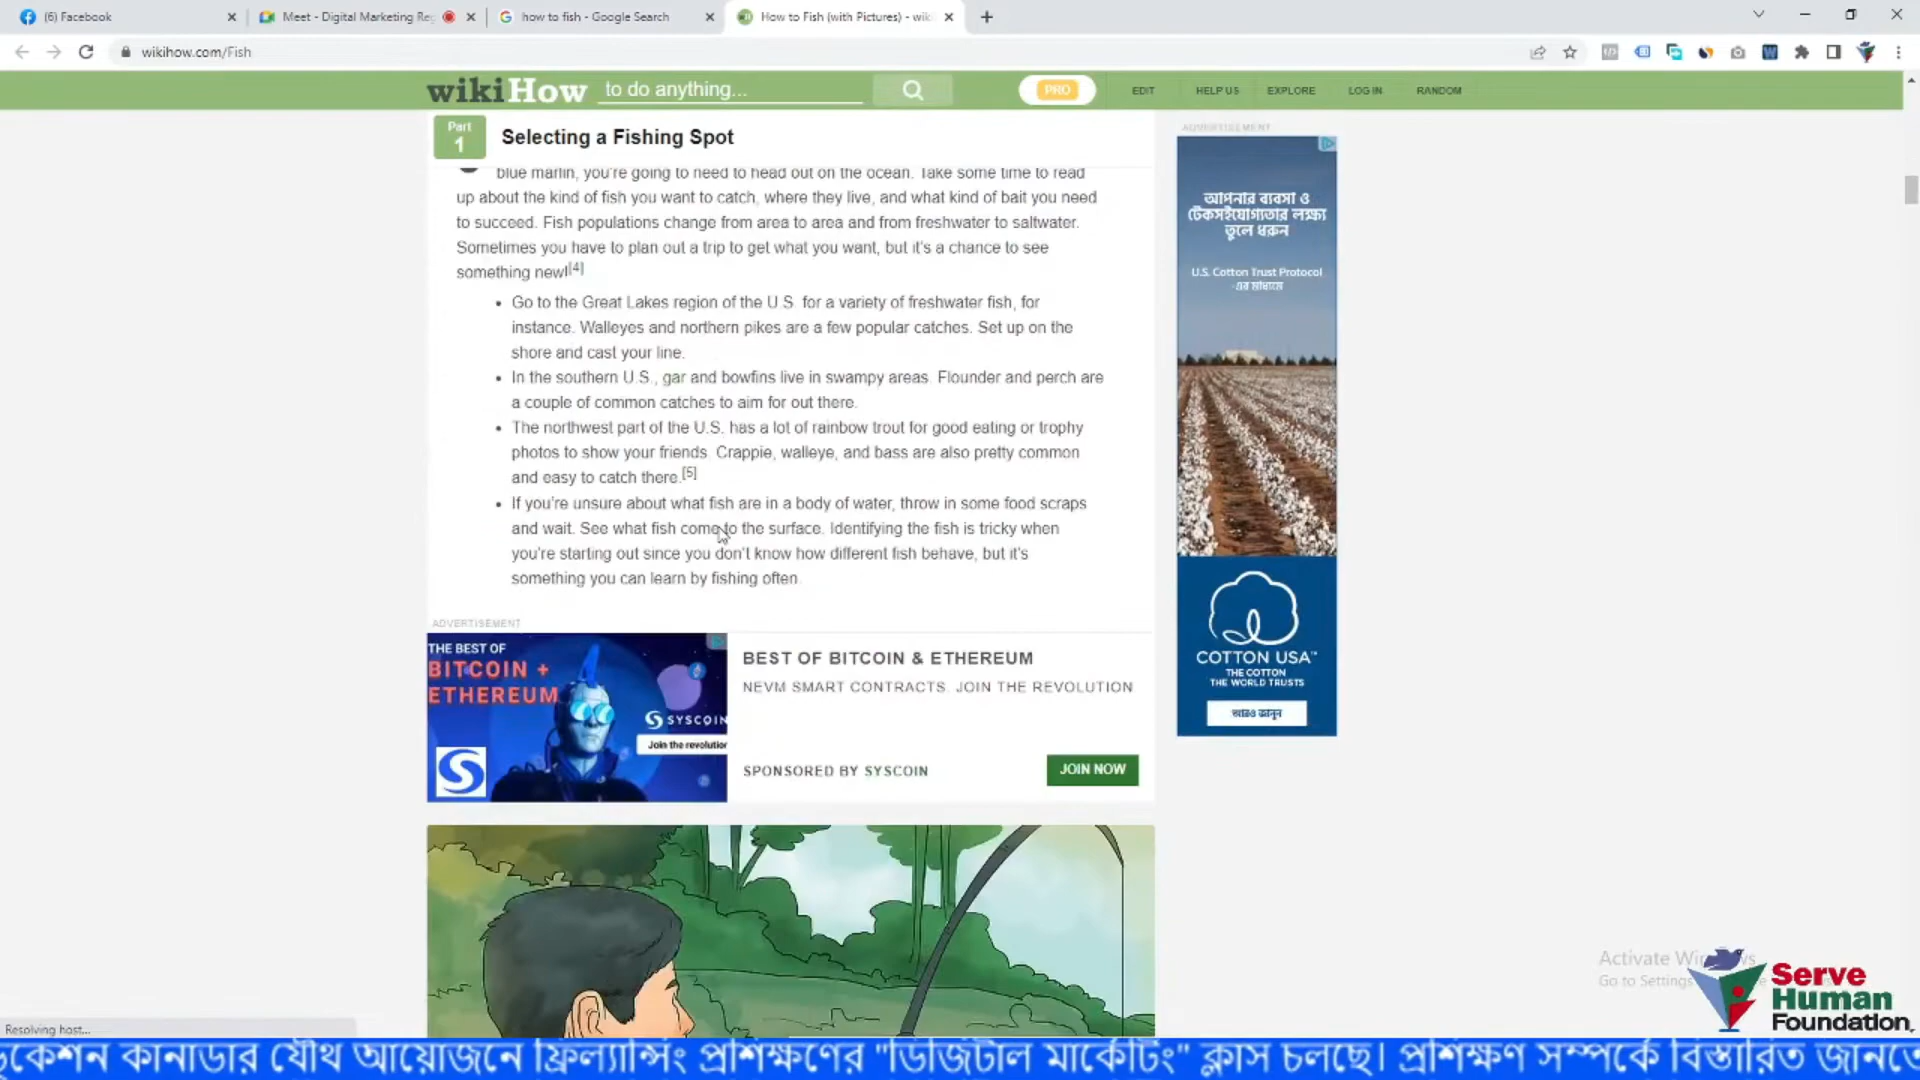 (6) Facebook
Meet - Digital Marketing Re
how to fish - Google Search
How to Fish (with Pictures) - wik
wikihow.com/Fish
wikiHow
to do anything...
PRO
EDIT
HELP US
EXPLORE
LOG IN
RANDOM
Part
1
Selecting a Fishing Spot
blue marlin, you're going to need to head out on the ocean. Take some time to read
up about the kind of fish you want to catch, where they live, and what kind of bait you need
to succeed. Fish populations change from area to area and from freshwater to saltwater.
Sometimes you have to plan out a trip to get what you want, but it's a chance to see
something new![4]
• Go to the Great Lakes region of the U.S. for a variety of freshwater fish, for
instance. Walleyes and northern pikes are a few popular catches. Set up on the
shore and cast your line.
• In the southern U.S., gar and bowfins live in swampy areas. Flounder and perch are
a couple of common catches to aim for out there.
• The northwest part of the U.S. has a lot of rainbow trout for good eating or trophy
photos to show your friends. Crappie, walleye, and bass are also pretty common
and easy to catch there.[5]
• If you're unsure about what fish are in a body of water, throw in some food scraps
and wait. See what fish come to the surface. Identifying the fish is tricky when
you're starting out since you don't know how different fish behave, but it's
something you can learn by fishing often.
ADVERTISEMENT
THE BEST OF
BITCOIN +
ETHEREUM
SYSCOIN
Join the revolution
BEST OF BITCOIN & ETHEREUM
NEVM SMART CONTRACTS. JOIN THE REVOLUTION
SPONSORED BY SYSCOIN
JOIN NOW
ADVERTISEMENT
আপনার ব্যবসা ও
টেকসইযোগ্যতার লক্ষ্য
তুলে ধরুন
U.S. Cotton Trust Protocol
-এর মাধ্যমে
COTTON USA™
THE COTTON
THE WORLD TRUSTS
আরও জানুন
Activate Windows
Go to Settings
Serve
Human
Foundation
Resolving host...
ডুকেশন কানাডার যৌথ আয়োজনে ফ্রিল্যান্সিং প্রশিক্ষণের "ডিজিটাল মার্কেটিং" ক্লাস চলছে। প্রশিক্ষণ সম্পর্কে বিস্তারিত জানতে